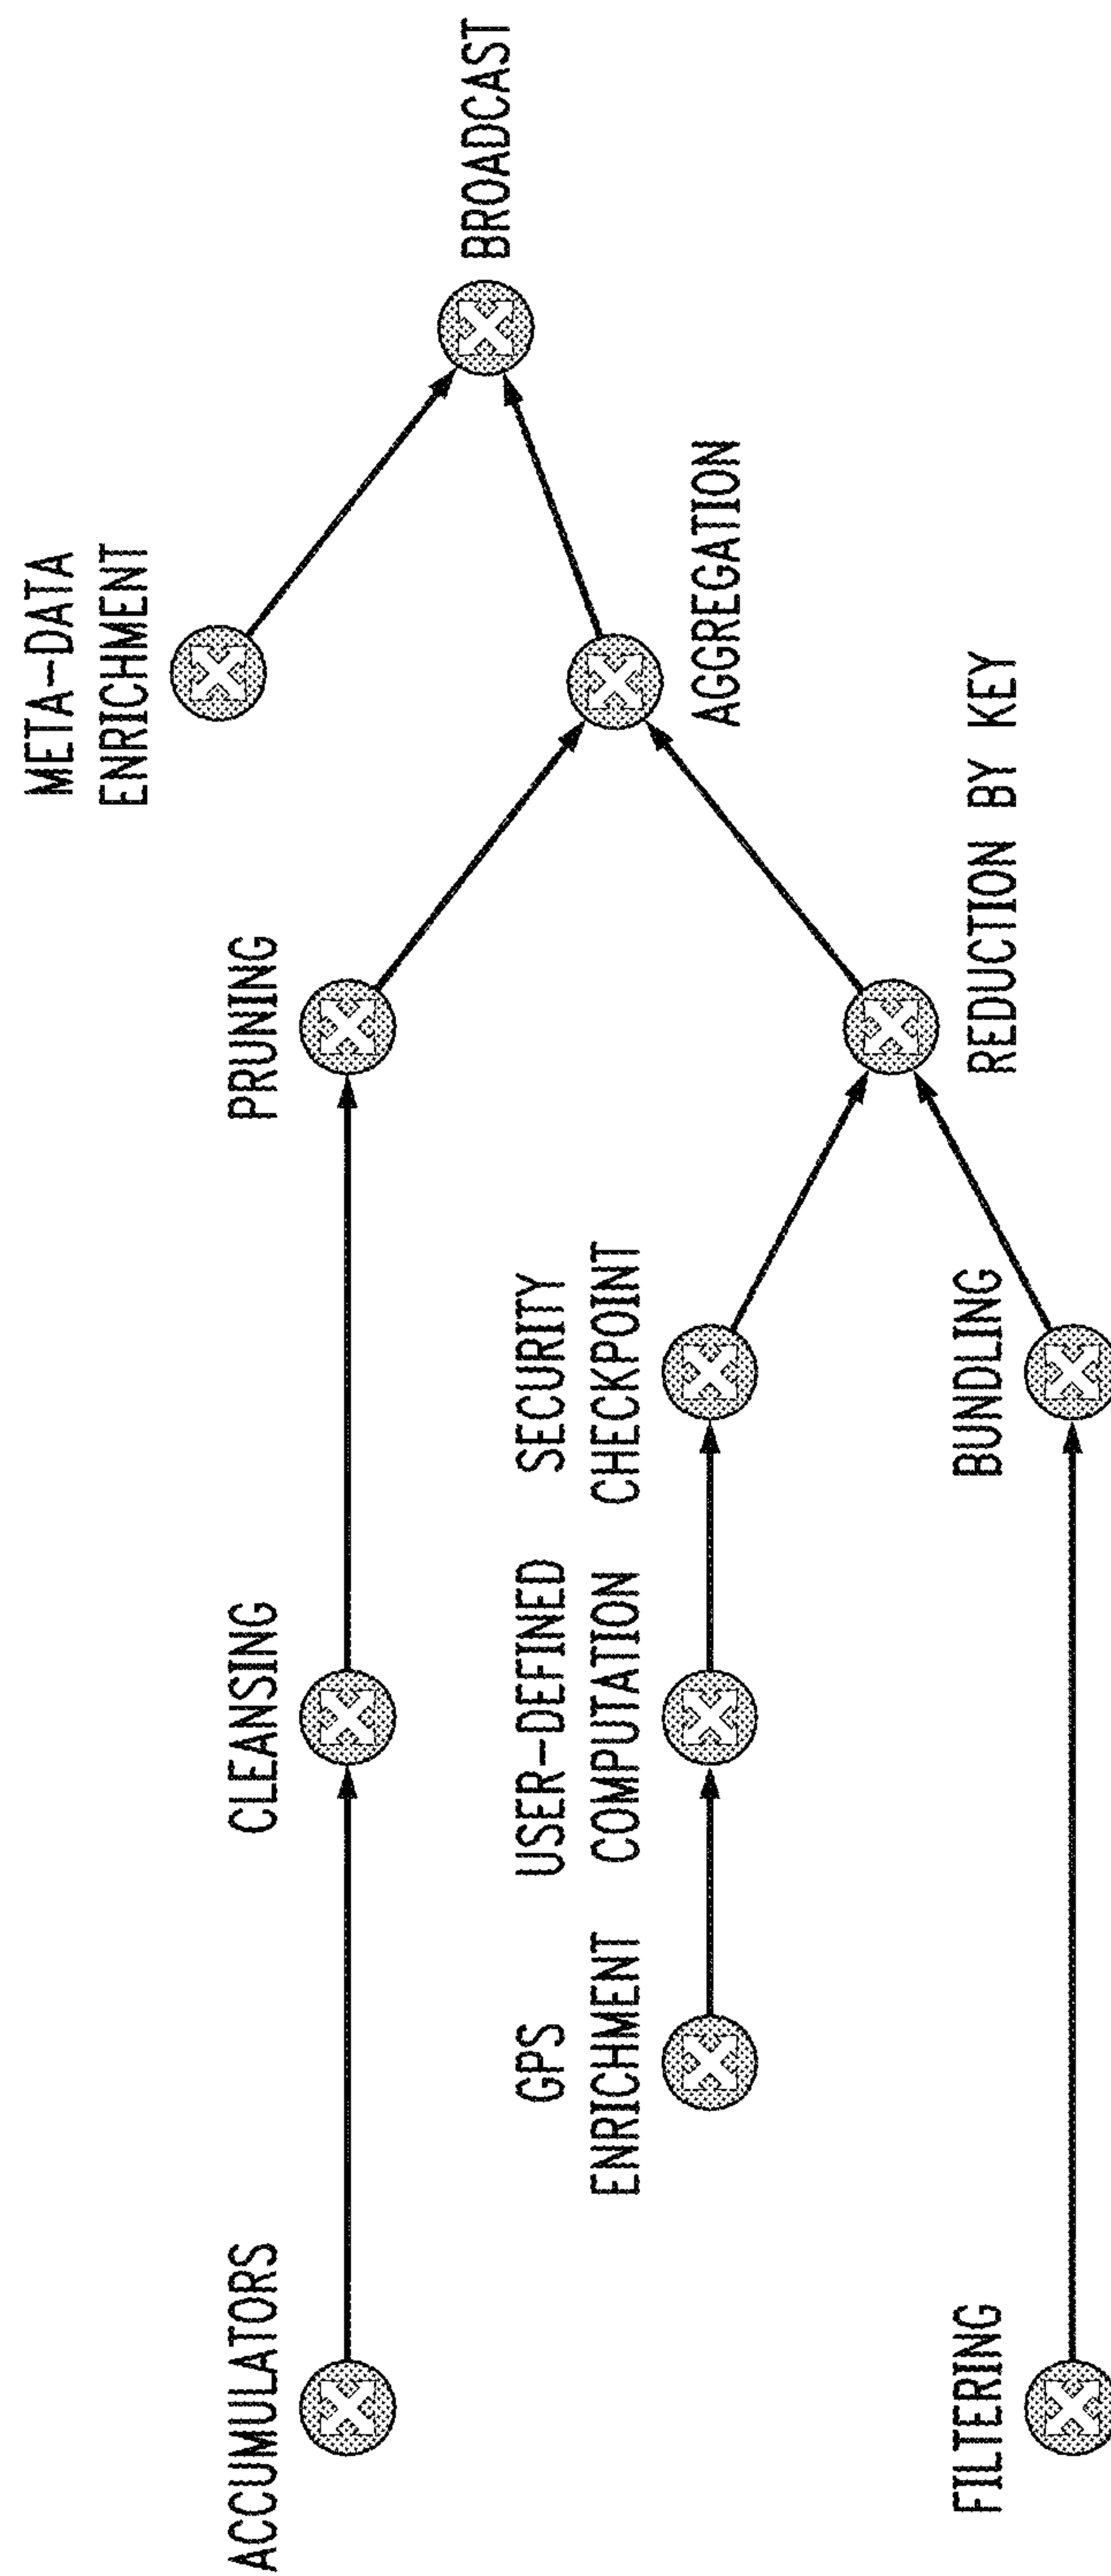 META-DATA
ENRICHMENT
BROADCAST
ACCUMULATORS
CLEANSING
PRUNING
AGGREGATION
GPS
ENRICHMENT
USER-DEFINED
COMPUTATION
SECURITY
CHECKPOINT
REDUCTION BY KEY
FILTERING
BUNDLING